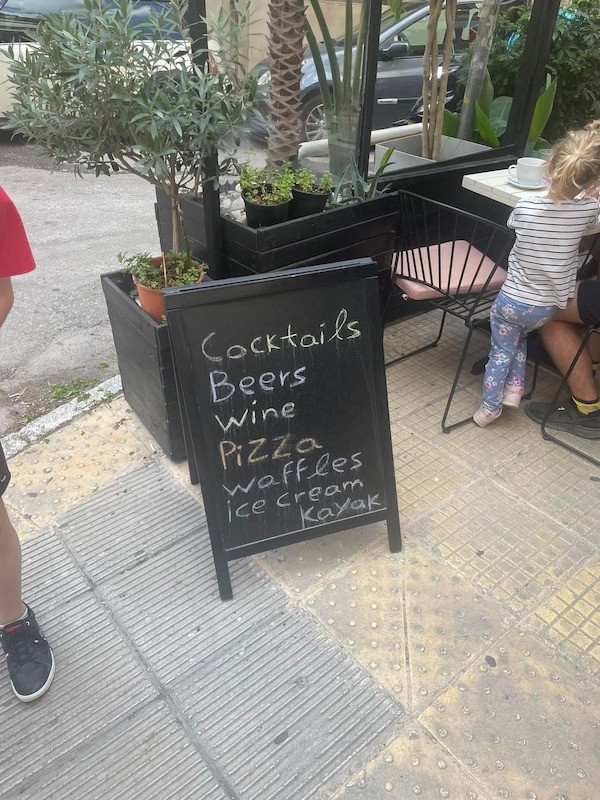 Cocktails
Beers
Wine
Pizza
Waffles
ice cream
Kayak